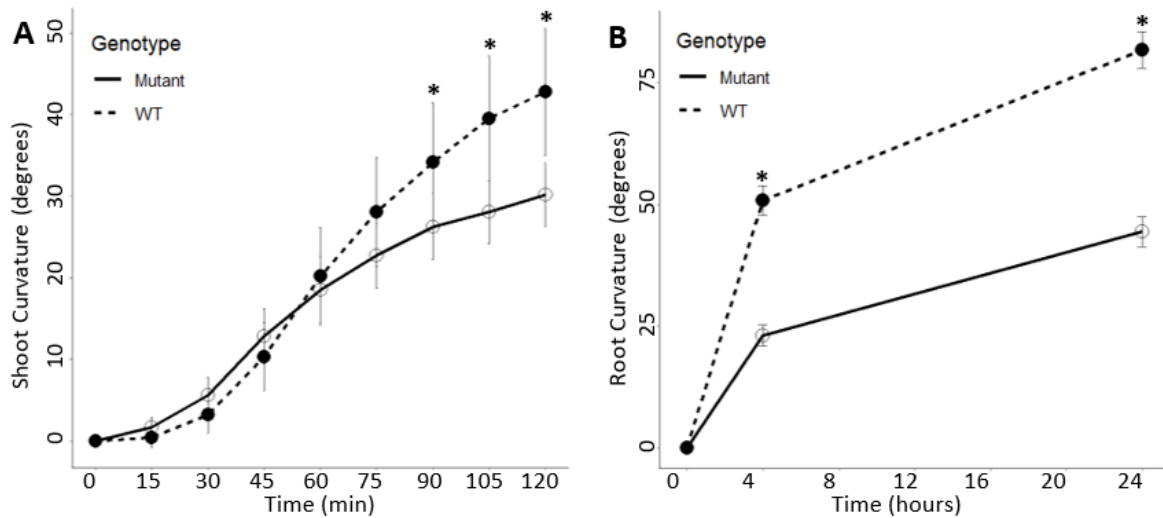 A
Genotype
Mutant
WT
* * *
50
40
30
20
10
0
Shoot Curvature (degrees)
0 15 30 45 60 75 90 105 120
Time (min)
B
Genotype
Mutant
WT
* *
75
50
25
0
Root Curvature (degrees)
0 4 8 12 16 20 24
Time (hours)